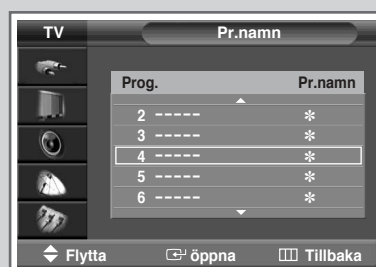 TV Pr.namn
Prog. Pr.namn
2 ----- *
3 ----- *
4 ----- *
5 ----- *
6 ----- *
Flytta öppna Tillbaka